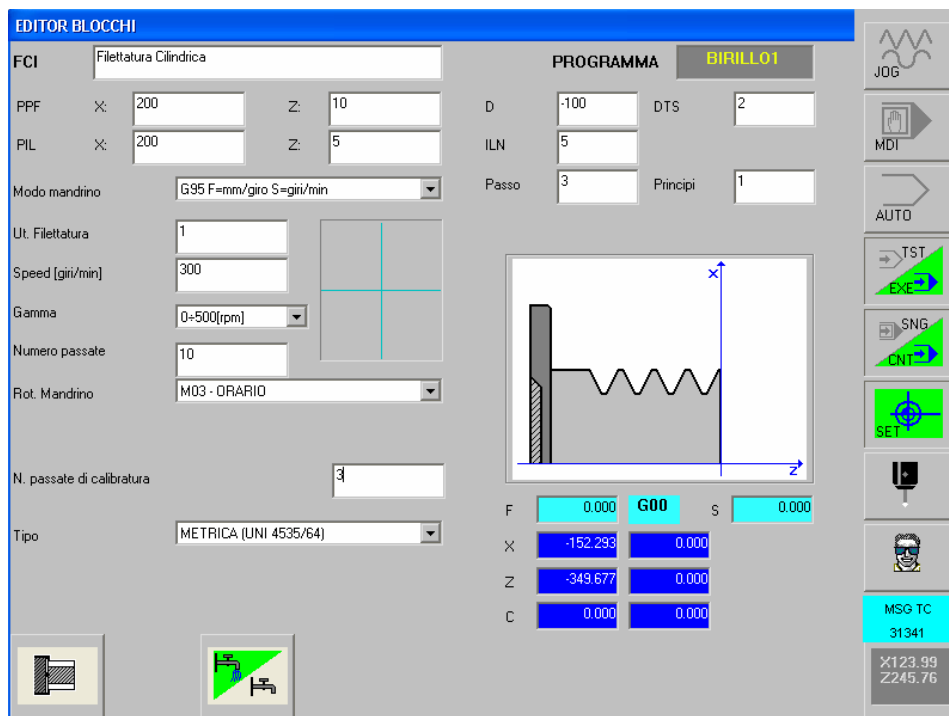 EDITOR BLOCCHI
FCI Filettatura Cilindrica PROGRAMMA BIRILLO1
PPF X: 200 Z: 10 D -100 DTS 2
PIL X: 200 Z: 5 ILN 5
Modo mandrino G95 F=mm/giro S=giri/min Passo 3 Principi 1
Ut. Filettatura 1
Speed [giri/min] 300
Gamma 0÷500[rpm]
Numero passate 10
Rot. Mandrino M03 - ORARIO
N. passate di calibratura 3
Tipo METRICA (UNI 4535/64)
x
z
F 0.000 G00 S 0.000
X -152.293 0.000
Z -349.677 0.000
C 0.000 0.000
JOG
MDI
AUTO
TST
EXE
SNG
CNT
SET
MSG TC
31341
X123.99
Z245.76